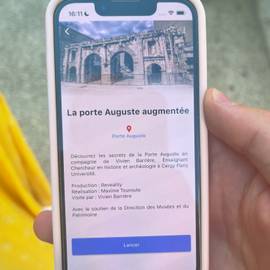 16:11
La porte Auguste augmentée
Porte Auguste
Découvrez les secrets de la Porte Auguste en
compagnie de Vivien Barrière, Enseignant
Chercheur en histoire et archéologie à Cergy Paris
Université.
Production : Reveality
Réalisation : Maxime Touroute
Visite par : Vivien Barrière
Avec le soutien de la Direction des Musées et du
Patrimoine
Lancer